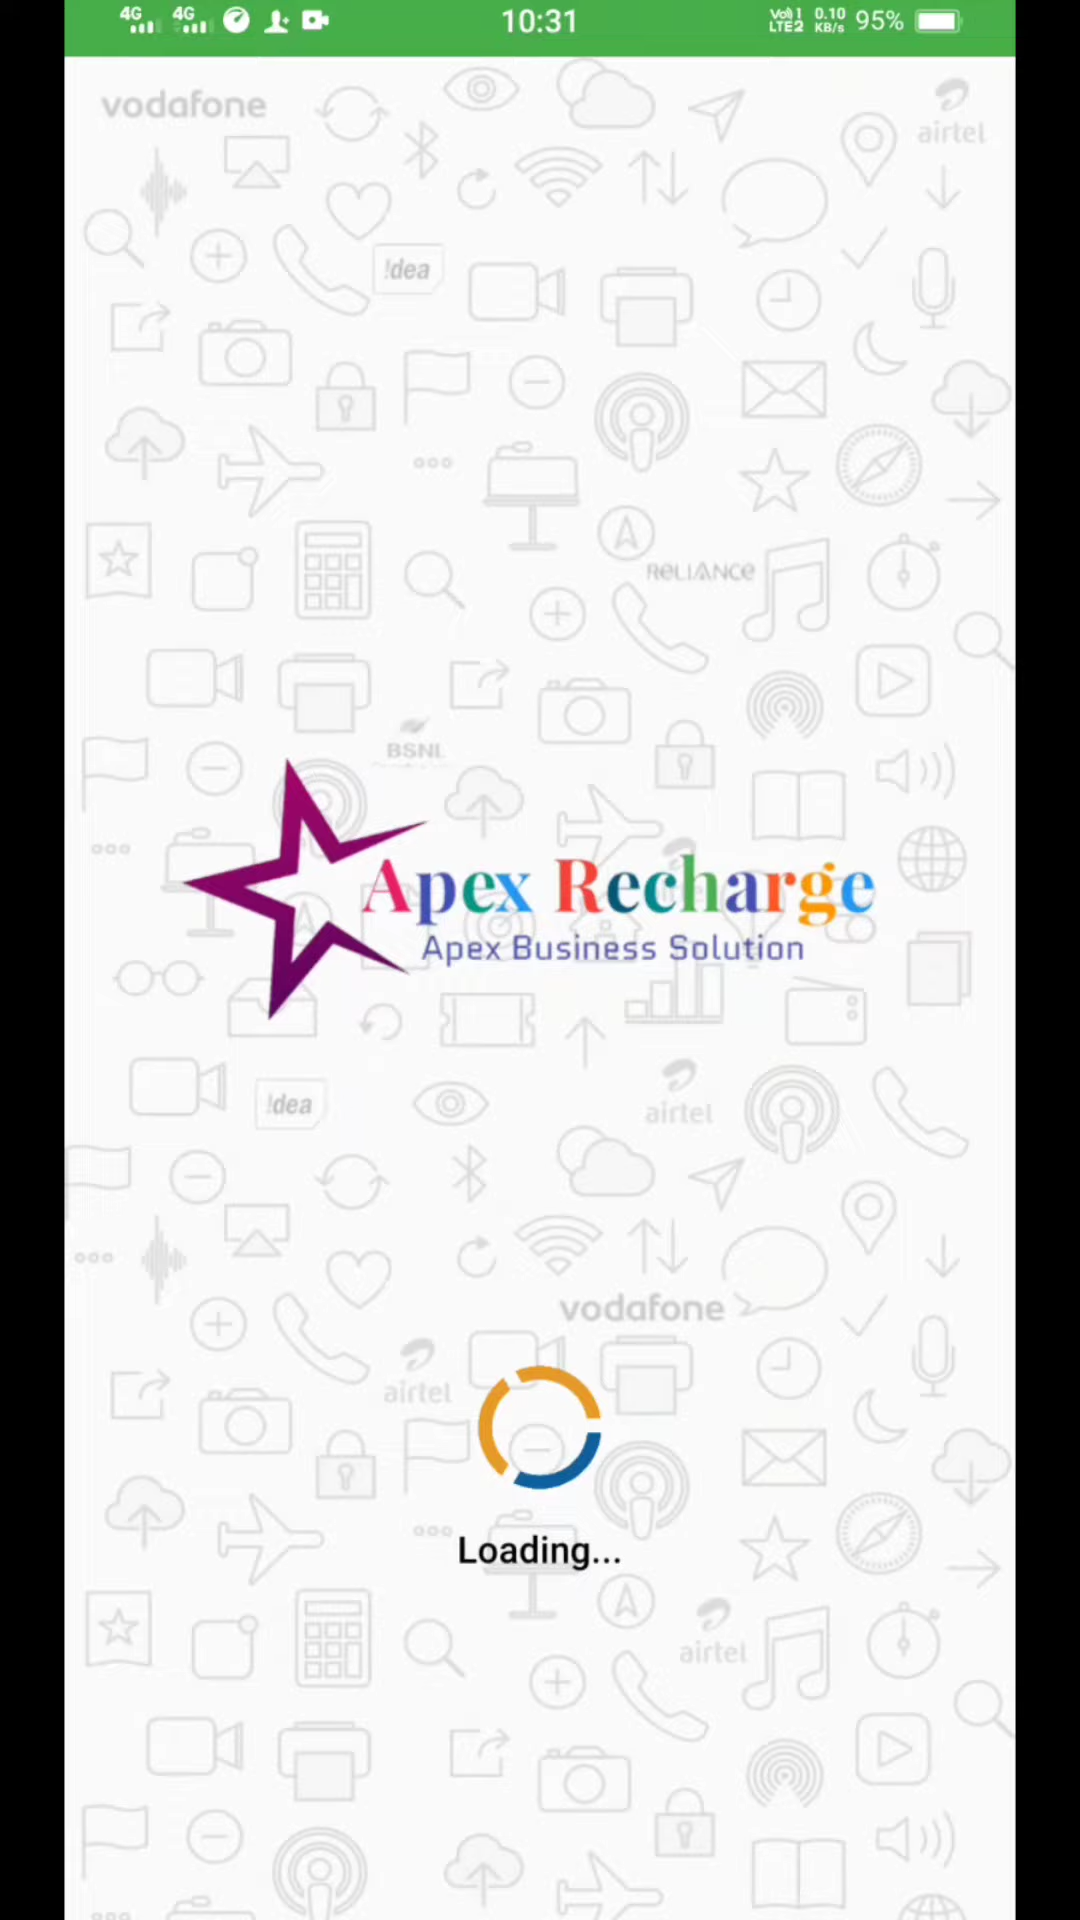 4G 4G 10:31 Vo)) 1 LTE2 0.10 KB/s 95%
vodafone
airtel
!dea
RELIANCE
BSNL
Apex Recharge
Apex Business Solution
!dea
airtel
vodafone
airtel
Loading...
airtel